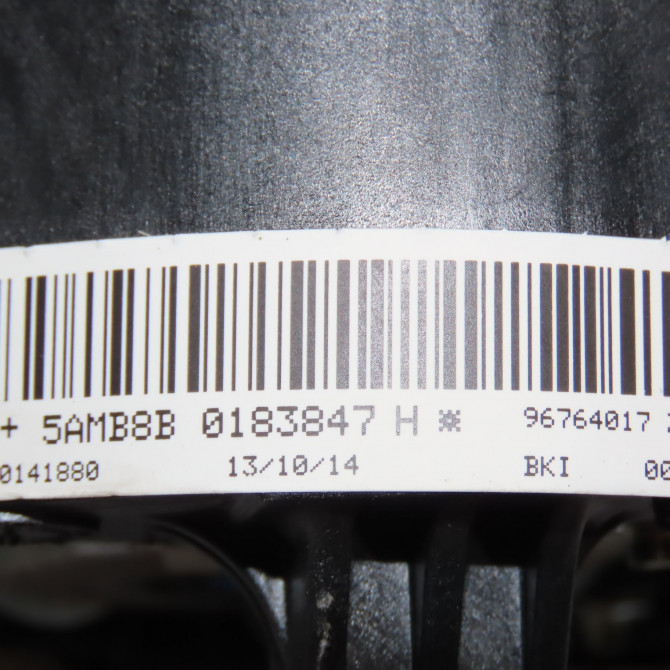 + 5AMB8B 0183847 H * 96764017
0141880 13/10/14 BKI 00